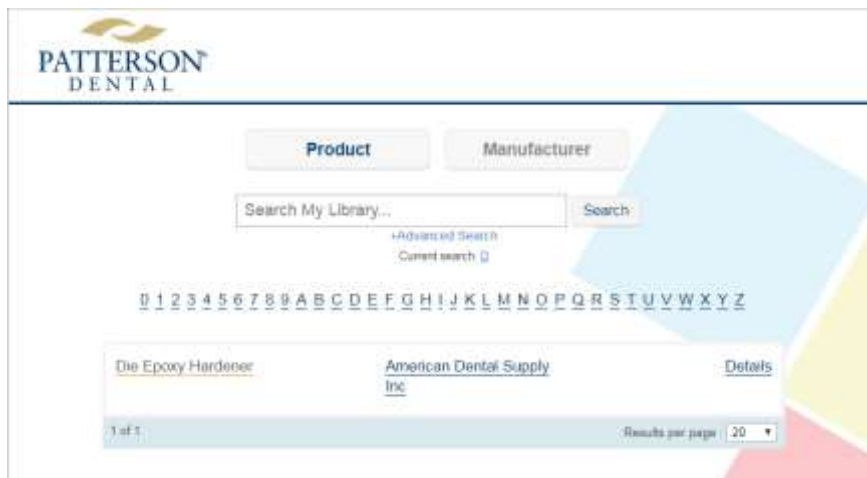 PATTERSON
DENTAL
Product Manufacturer
Search My Library... Search
+Advanced Search
Current search
0 1 2 3 4 5 6 7 8 9 A B C D E F G H I J K L M N O P Q R S T U V W X Y Z
Die Epoxy Hardener American Dental Supply Details
Inc
1 of 1 Results per page 20